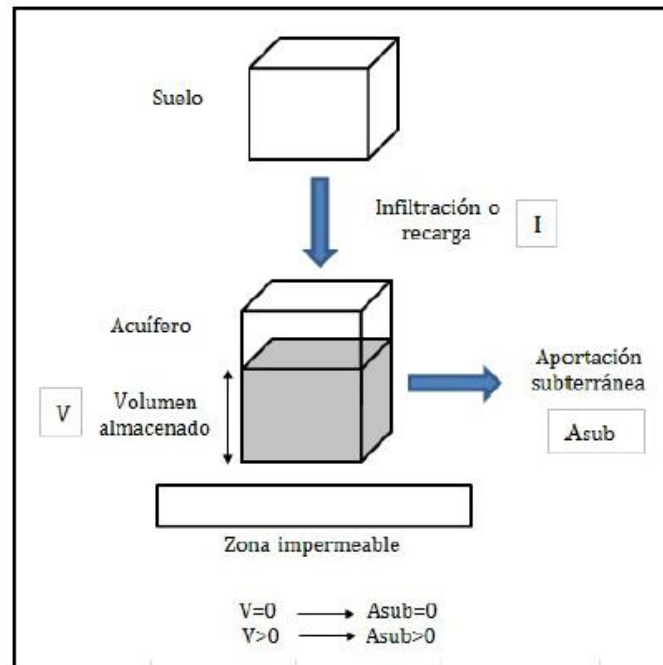 Suelo
Infiltración o
recarga
I
Acuífero
Aportación
subterránea
V
Volumen
almacenado
Asub
Zona impermeable
V=0 → Asub=0
V>0 → Asub>0